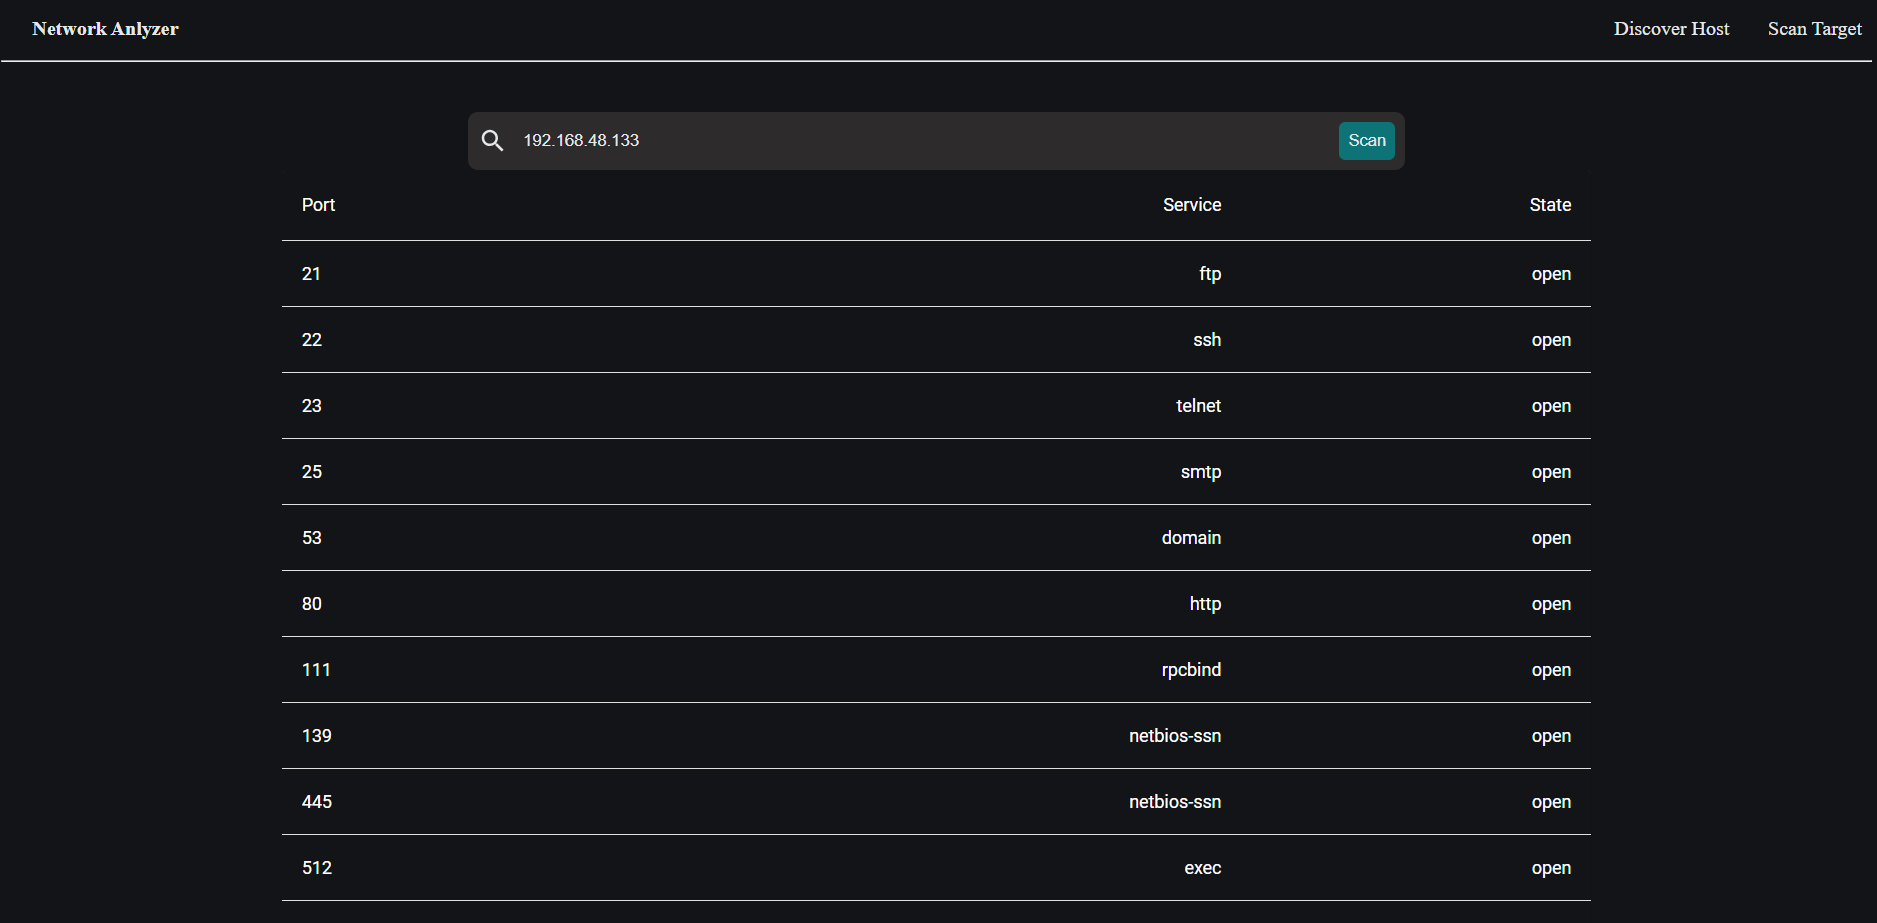 Network Anlyzer Discover Host Scan Target
192.168.48.133 Scan
Port Service State
21 ftp open
22 ssh open
23 telnet open
25 smtp open
53 domain open
80 http open
111 rpcbind open
139 netbios-ssn open
445 netbios-ssn open
512 exec open